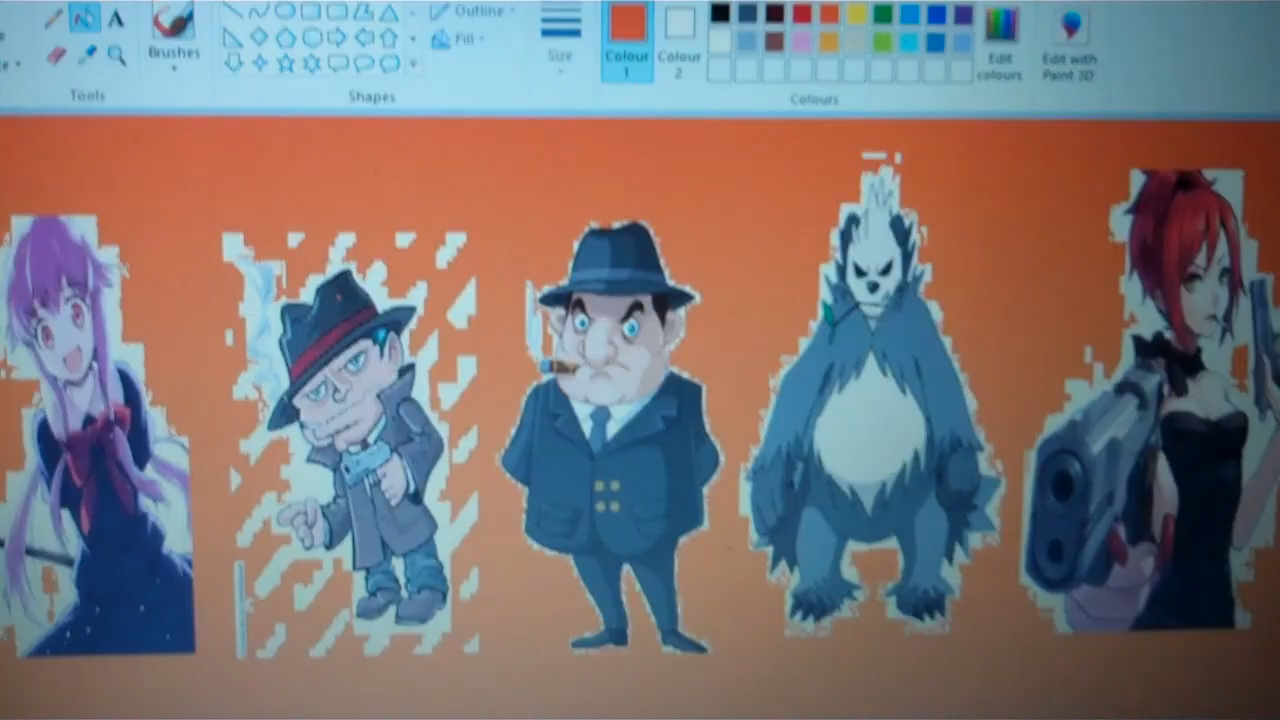 Outline
Fill
Brushes
Size
Colour 1
Colour 2
Edit colours
Edit with Paint 3D
Tools
Shapes
Colours